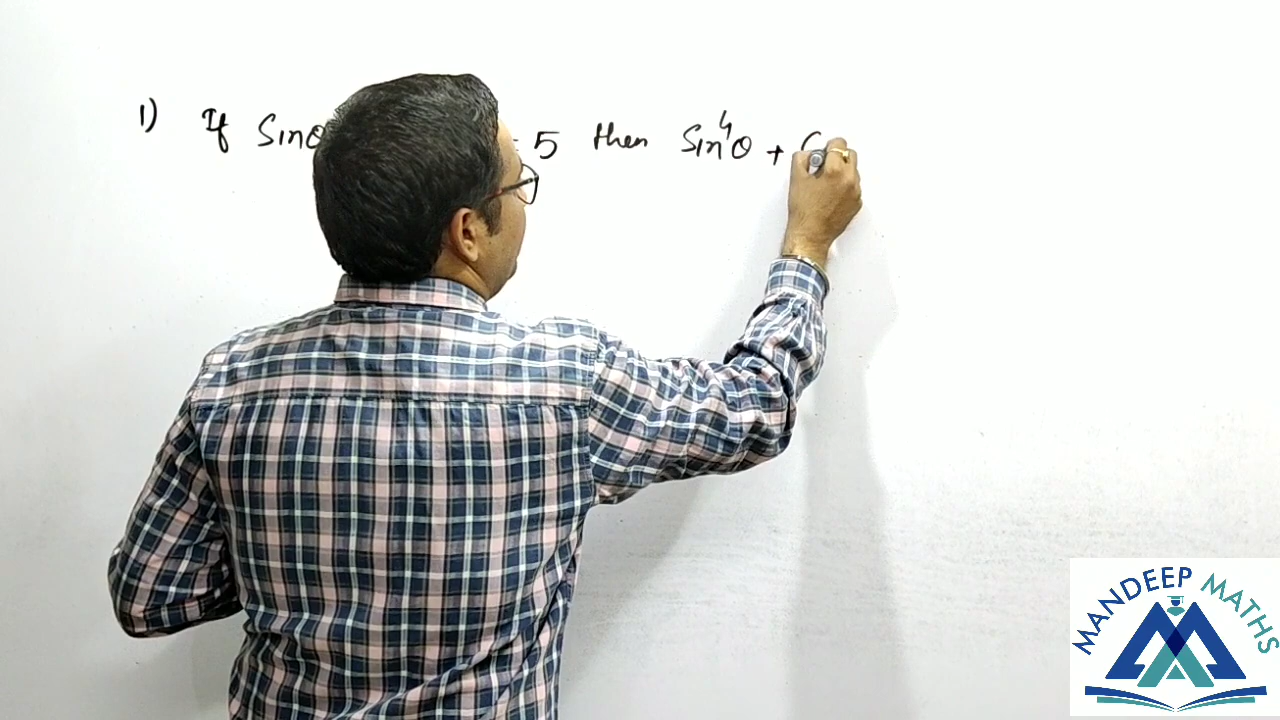 1) If Sinθ = 5 then Sin⁴θ +
MANDEEP MATHS